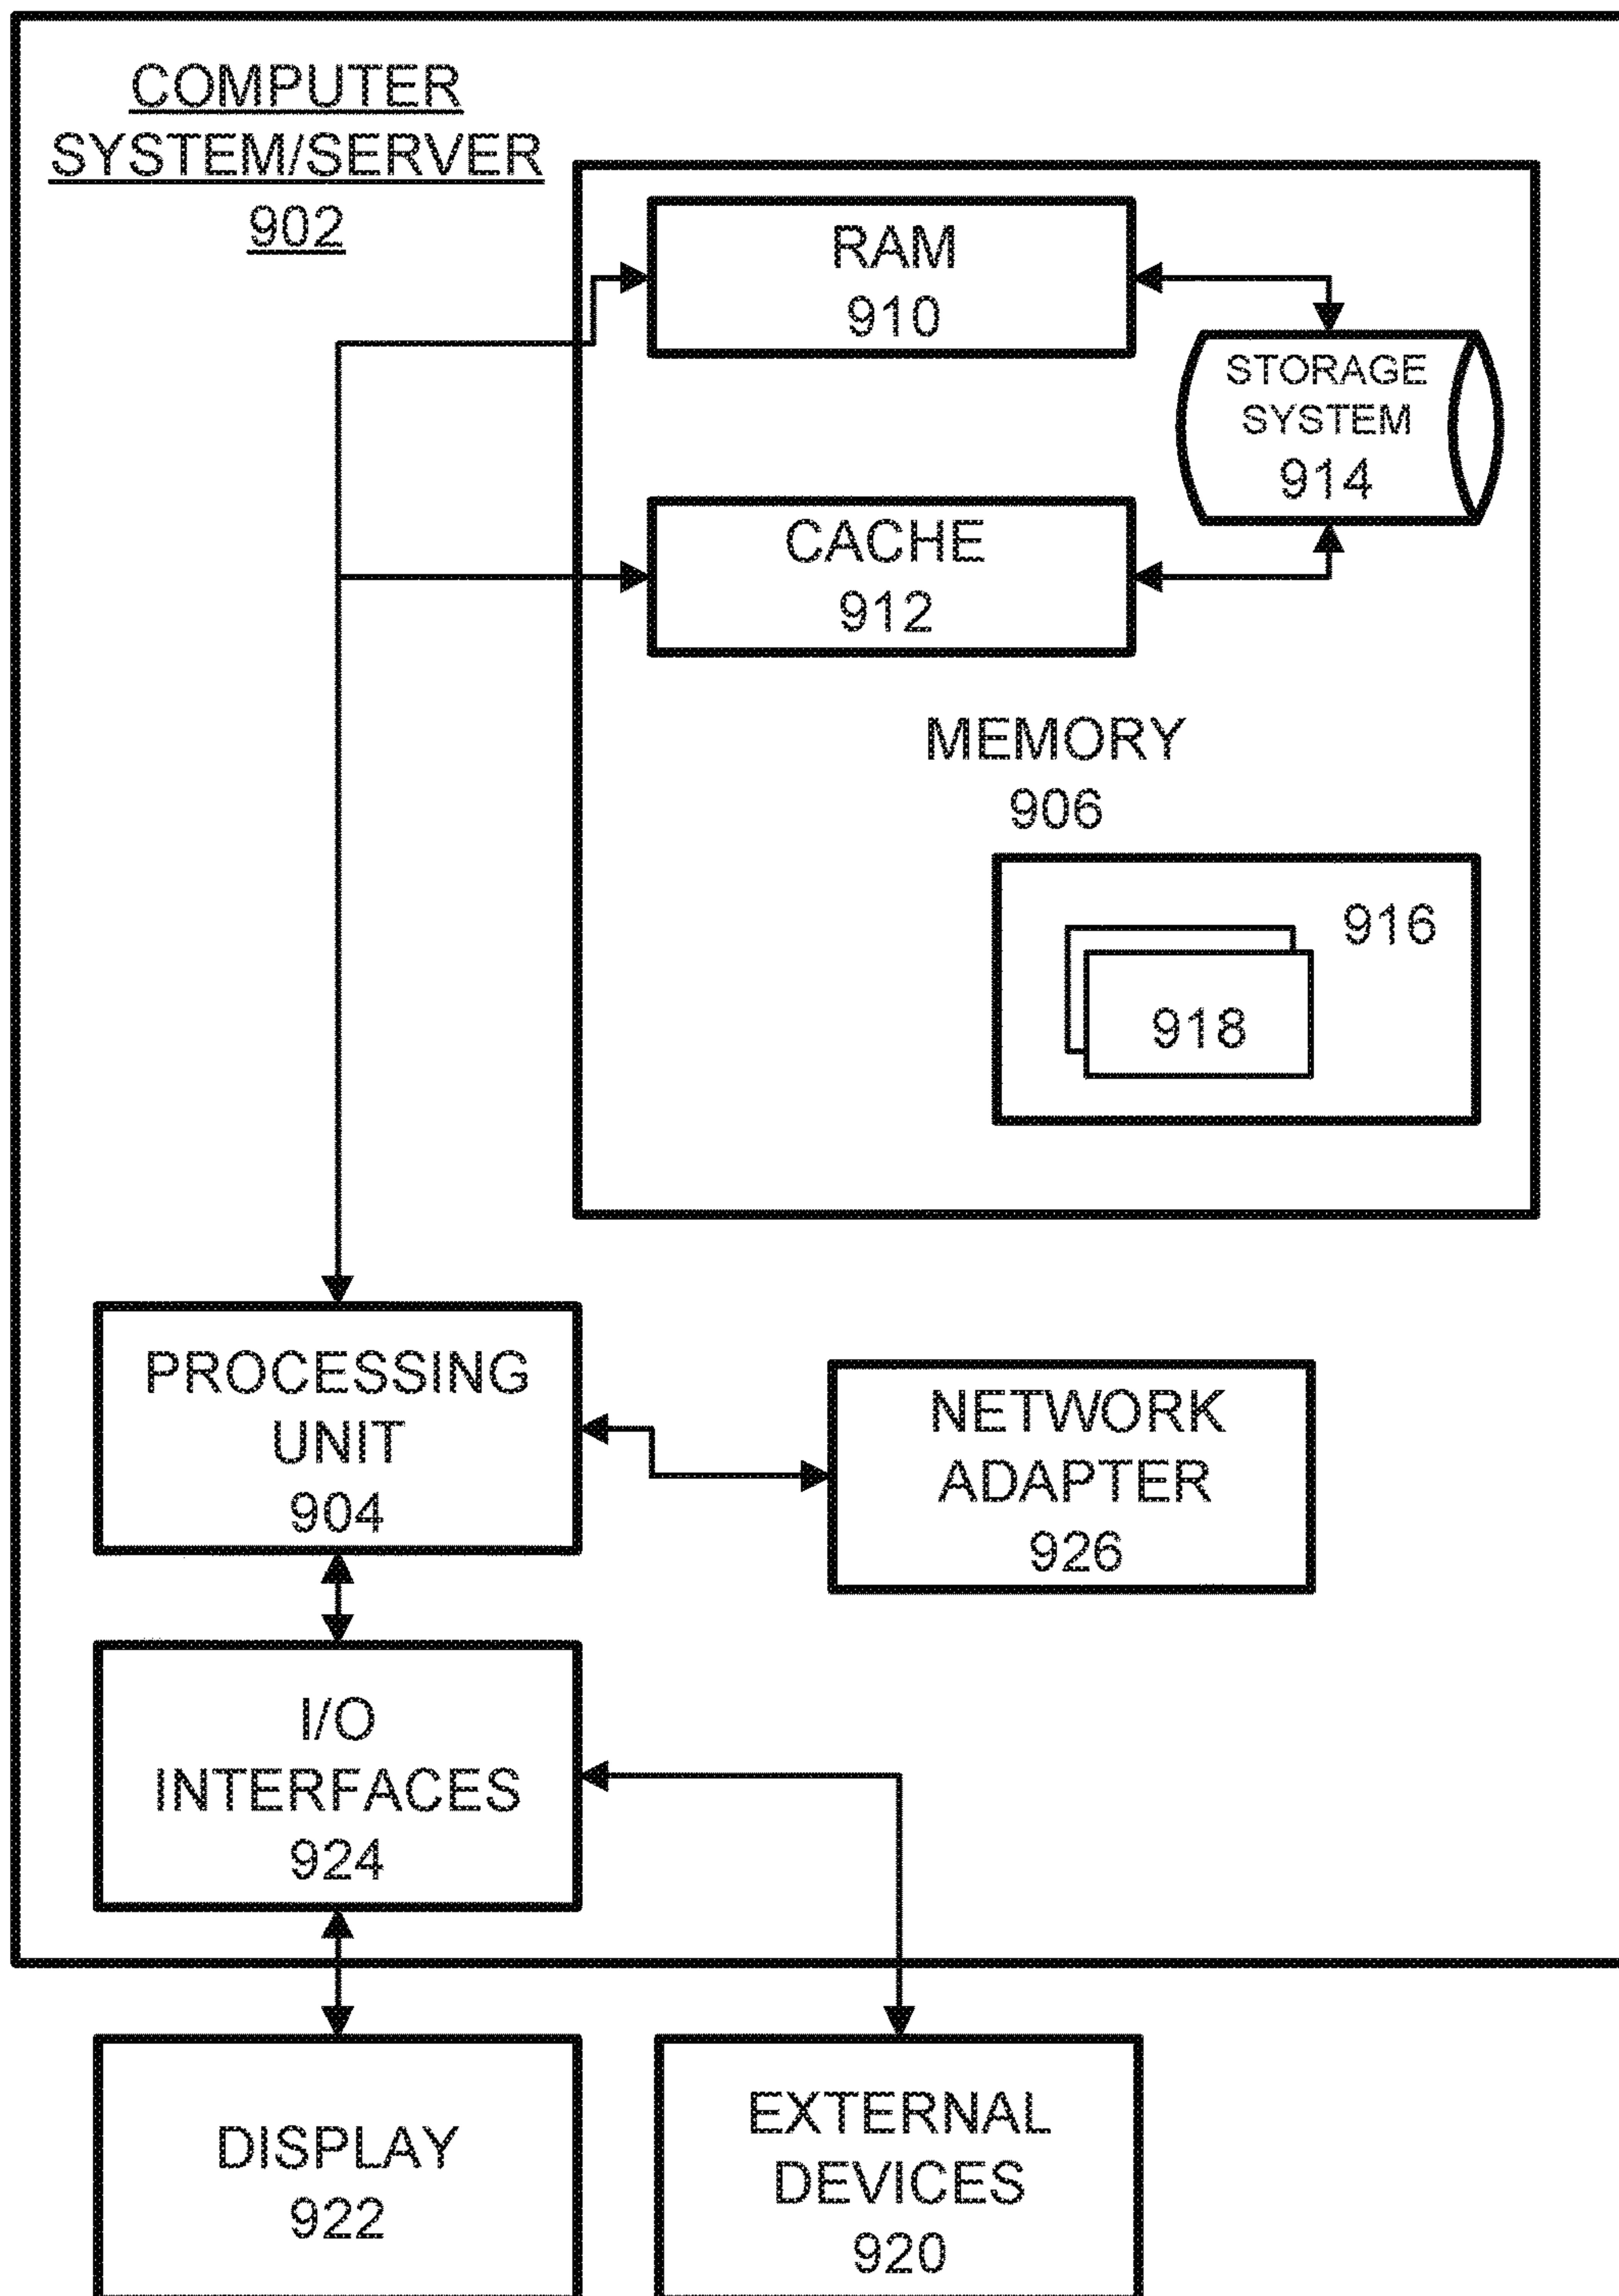 COMPUTER
SYSTEM/SERVER
902
RAM
910
STORAGE
SYSTEM
914
CACHE
912
MEMORY
906
916
918
PROCESSING
UNIT
904
NETWORK
ADAPTER
926
I/O
INTERFACES
924
DISPLAY
922
EXTERNAL
DEVICES
920